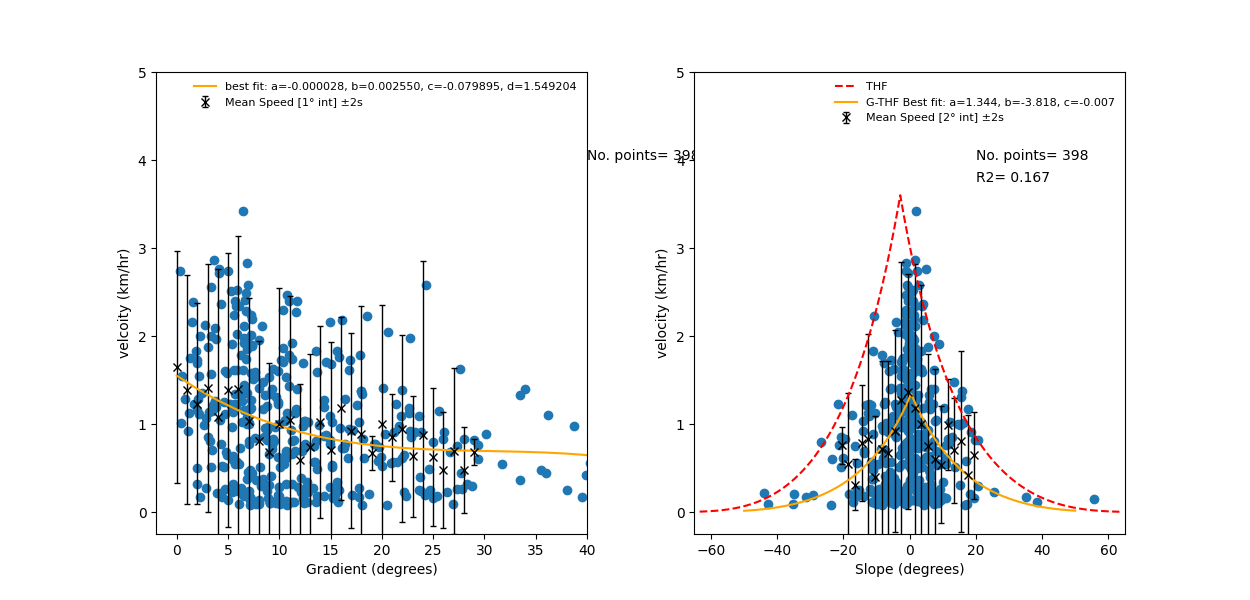 5
4
3
2
1
0
velcoity (km/hr)
best fit: a=-0.000028, b=0.002550, c=-0.079895, d=1.549204
Mean Speed [1° int] ±2s
0 5 10 15 20 25 30 35 40
Gradient (degrees)
No. points= 398
5
4
3
2
1
0
velocity (km/hr)
THF
G-THF Best fit: a=1.344, b=-3.818, c=-0.007
Mean Speed [2° int] ±2s
No. points= 398
R2= 0.167
−60 −40 −20 0 20 40 60
Slope (degrees)